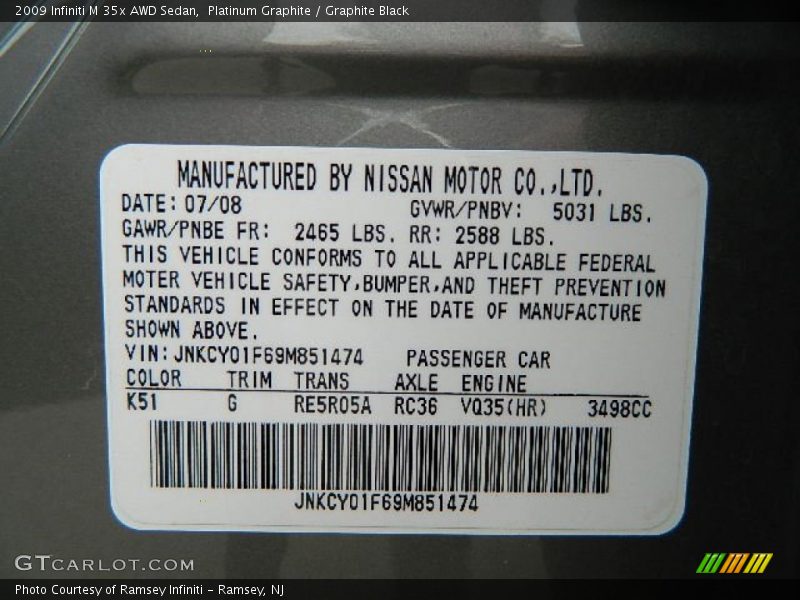 2009 Infiniti M 35x AWD Sedan,  Platinum Graphite / Graphite Black
MANUFACTURED BY NISSAN MOTOR CO.,LTD.
DATE: 07/08 GVWR/PNBV: 5031 LBS.
GAWR/PNBE FR: 2465 LBS. RR: 2588 LBS.
THIS VEHICLE CONFORMS TO ALL APPLICABLE FEDERAL
MOTER VEHICLE SAFETY,BUMPER,AND THEFT PREVENTION
STANDARDS IN EFFECT ON THE DATE OF MANUFACTURE
SHOWN ABOVE.
VIN: JNKCY01F69M851474 PASSENGER CAR
COLOR TRIM TRANS AXLE ENGINE
K51 G RE5R05A RC36 VQ35(HR) 3498CC
JNKCY01F69M851474
GTCARLOT.COM
Photo Courtesy of Ramsey Infiniti - Ramsey, NJ